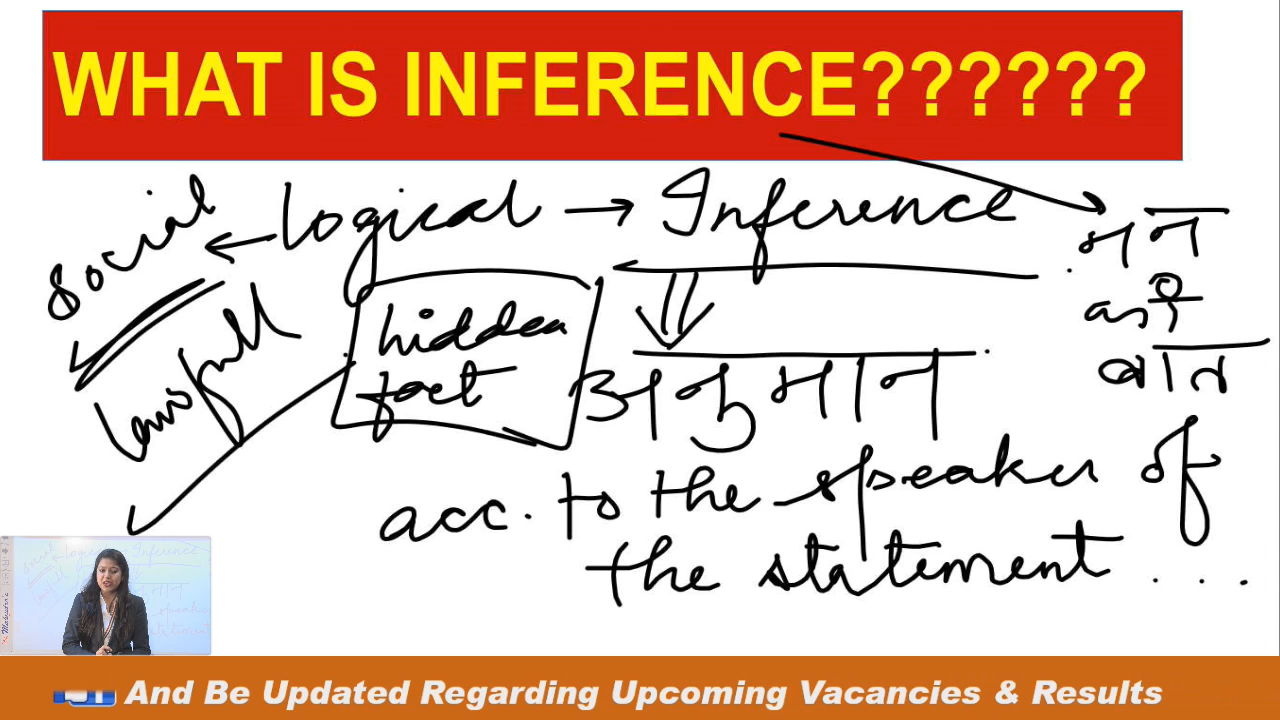 WHAT IS INFERENCE??????
social ← logical → Inference → मन
की
बात
lawfull
hidden
fact
अनुमान
acc. to the speaker of
the statement ...
And Be Updated Regarding Upcoming Vacancies & Results